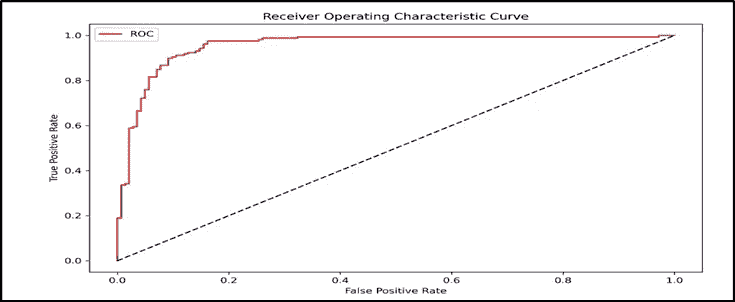 Receiver Operating Characteristic Curve
ROC
1.0
0.8
0.6
0.4
0.2
0.0
True Positive Rate
0.0 0.2 0.4 0.6 0.8 1.0
False Positive Rate